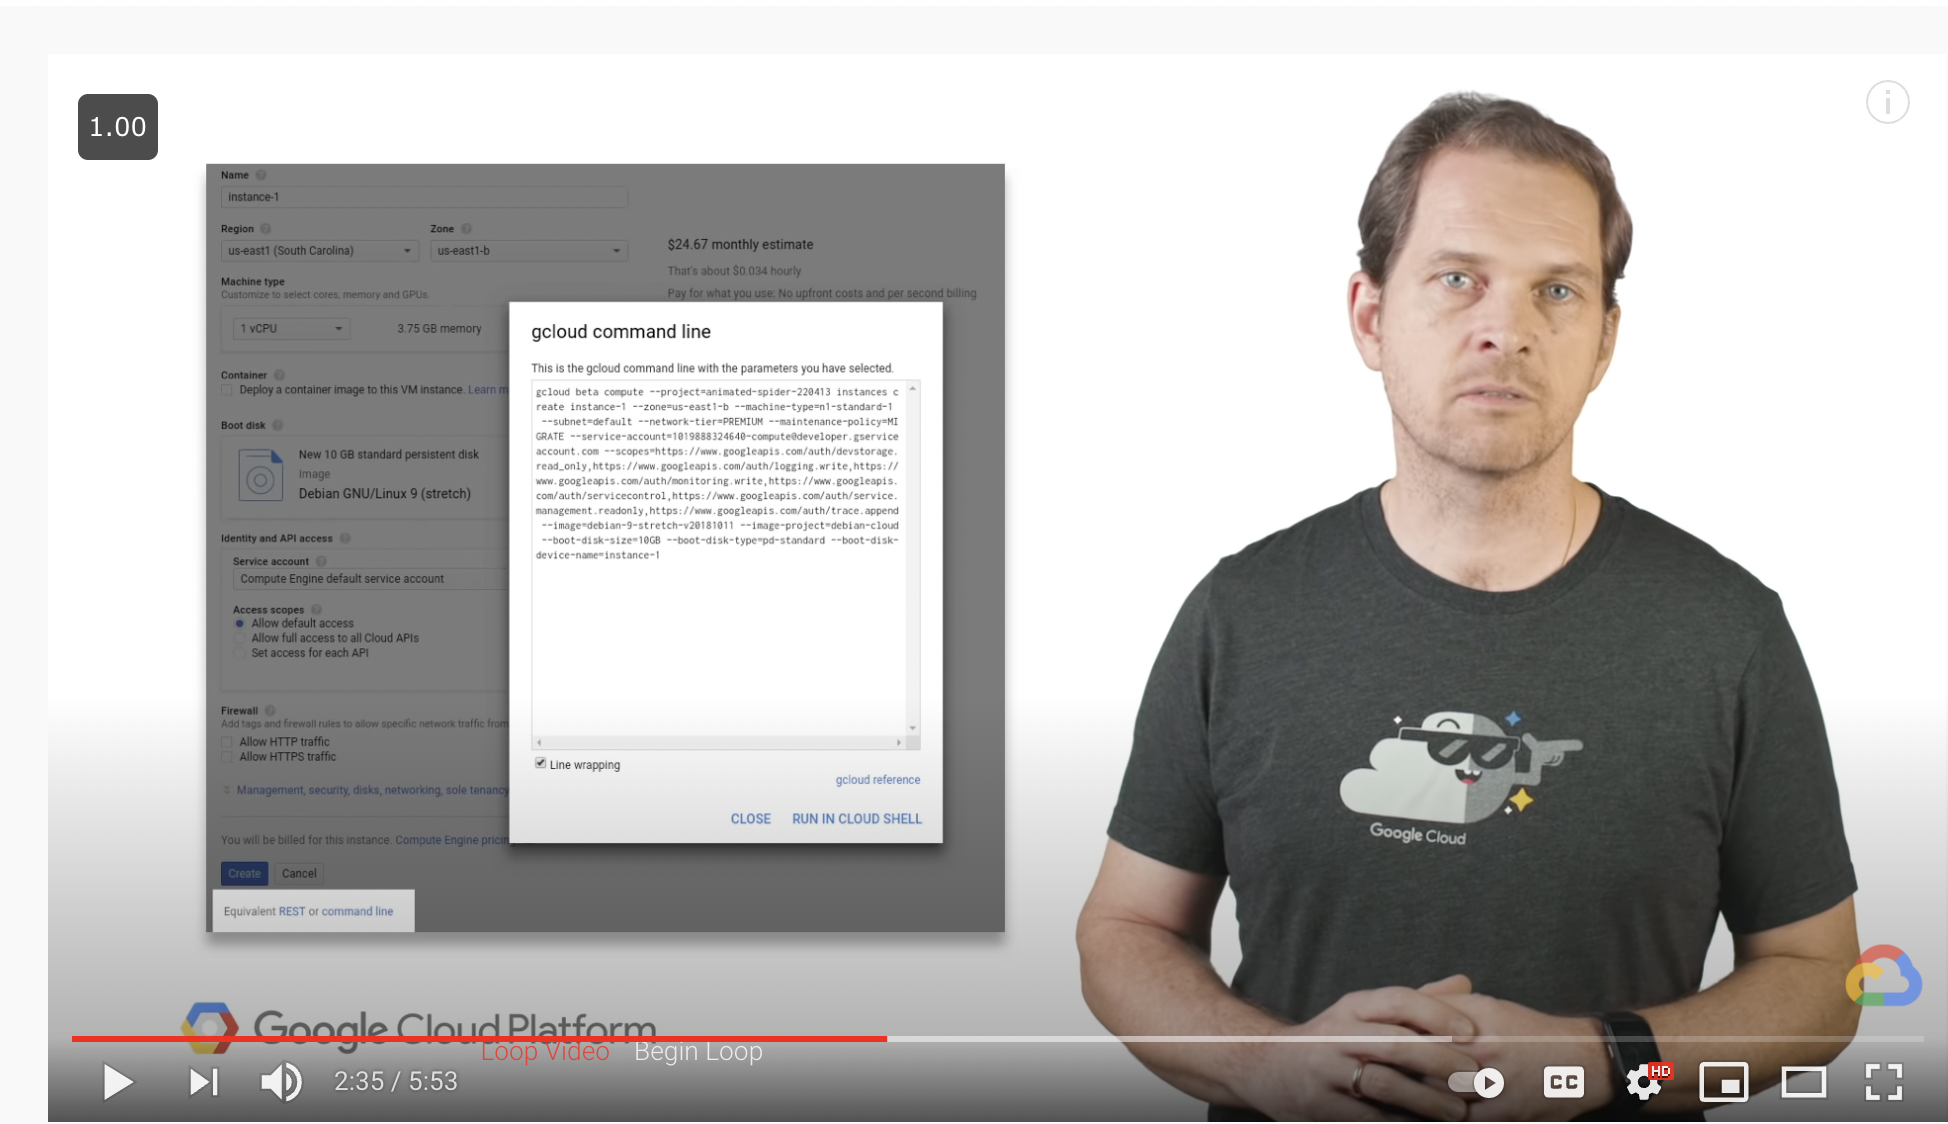 1.00
Name
instance-1
Region
Zone
us-east1 (South Carolina)
us-east1-b
$24.67 monthly estimate
That's about $0.034 hourly
Pay for what you use: No upfront costs and per second billing
Machine type
Customize to select cores, memory and GPUs.
1 vCPU
3.75 GB memory
Container
Deploy a container image to this VM instance. Learn m
Boot disk
New 10 GB standard persistent disk
Image
Debian GNU/Linux 9 (stretch)
Identity and API access
Service account
Compute Engine default service account
Access scopes
Allow default access
Allow full access to all Cloud APIs
Set access for each API
Firewall
Add tags and firewall rules to allow specific network traffic from
Allow HTTP traffic
Allow HTTPS traffic
Management, security, disks, networking, sole tenancy
You will be billed for this instance. Compute Engine pricin
Create
Cancel
Equivalent REST or command line
gcloud command line
This is the gcloud command line with the parameters you have selected.
gcloud beta compute --project=animated-spider-220413 instances c
reate instance-1 --zone=us-east1-b --machine-type=n1-standard-1
--subnet=default --network-tier=PREMIUM --maintenance-policy=MI
GRATE --service-account=1019888324640-compute@developer.gservice
account.com --scopes=https://www.googleapis.com/auth/devstorage.
read_only,https://www.googleapis.com/auth/logging.write,https://
www.googleapis.com/auth/monitoring.write,https://www.googleapis.
com/auth/servicecontrol,https://www.googleapis.com/auth/service.
management.readonly,https://www.googleapis.com/auth/trace.append
--image=debian-9-stretch-v20181011 --image-project=debian-cloud
--boot-disk-size=10GB --boot-disk-type=pd-standard --boot-disk-
device-name=instance-1
Line wrapping
gcloud reference
CLOSE
RUN IN CLOUD SHELL
Google Cloud
Google Cloud Platform
Loop Video
Begin Loop
2:35 / 5:53
CC
HD